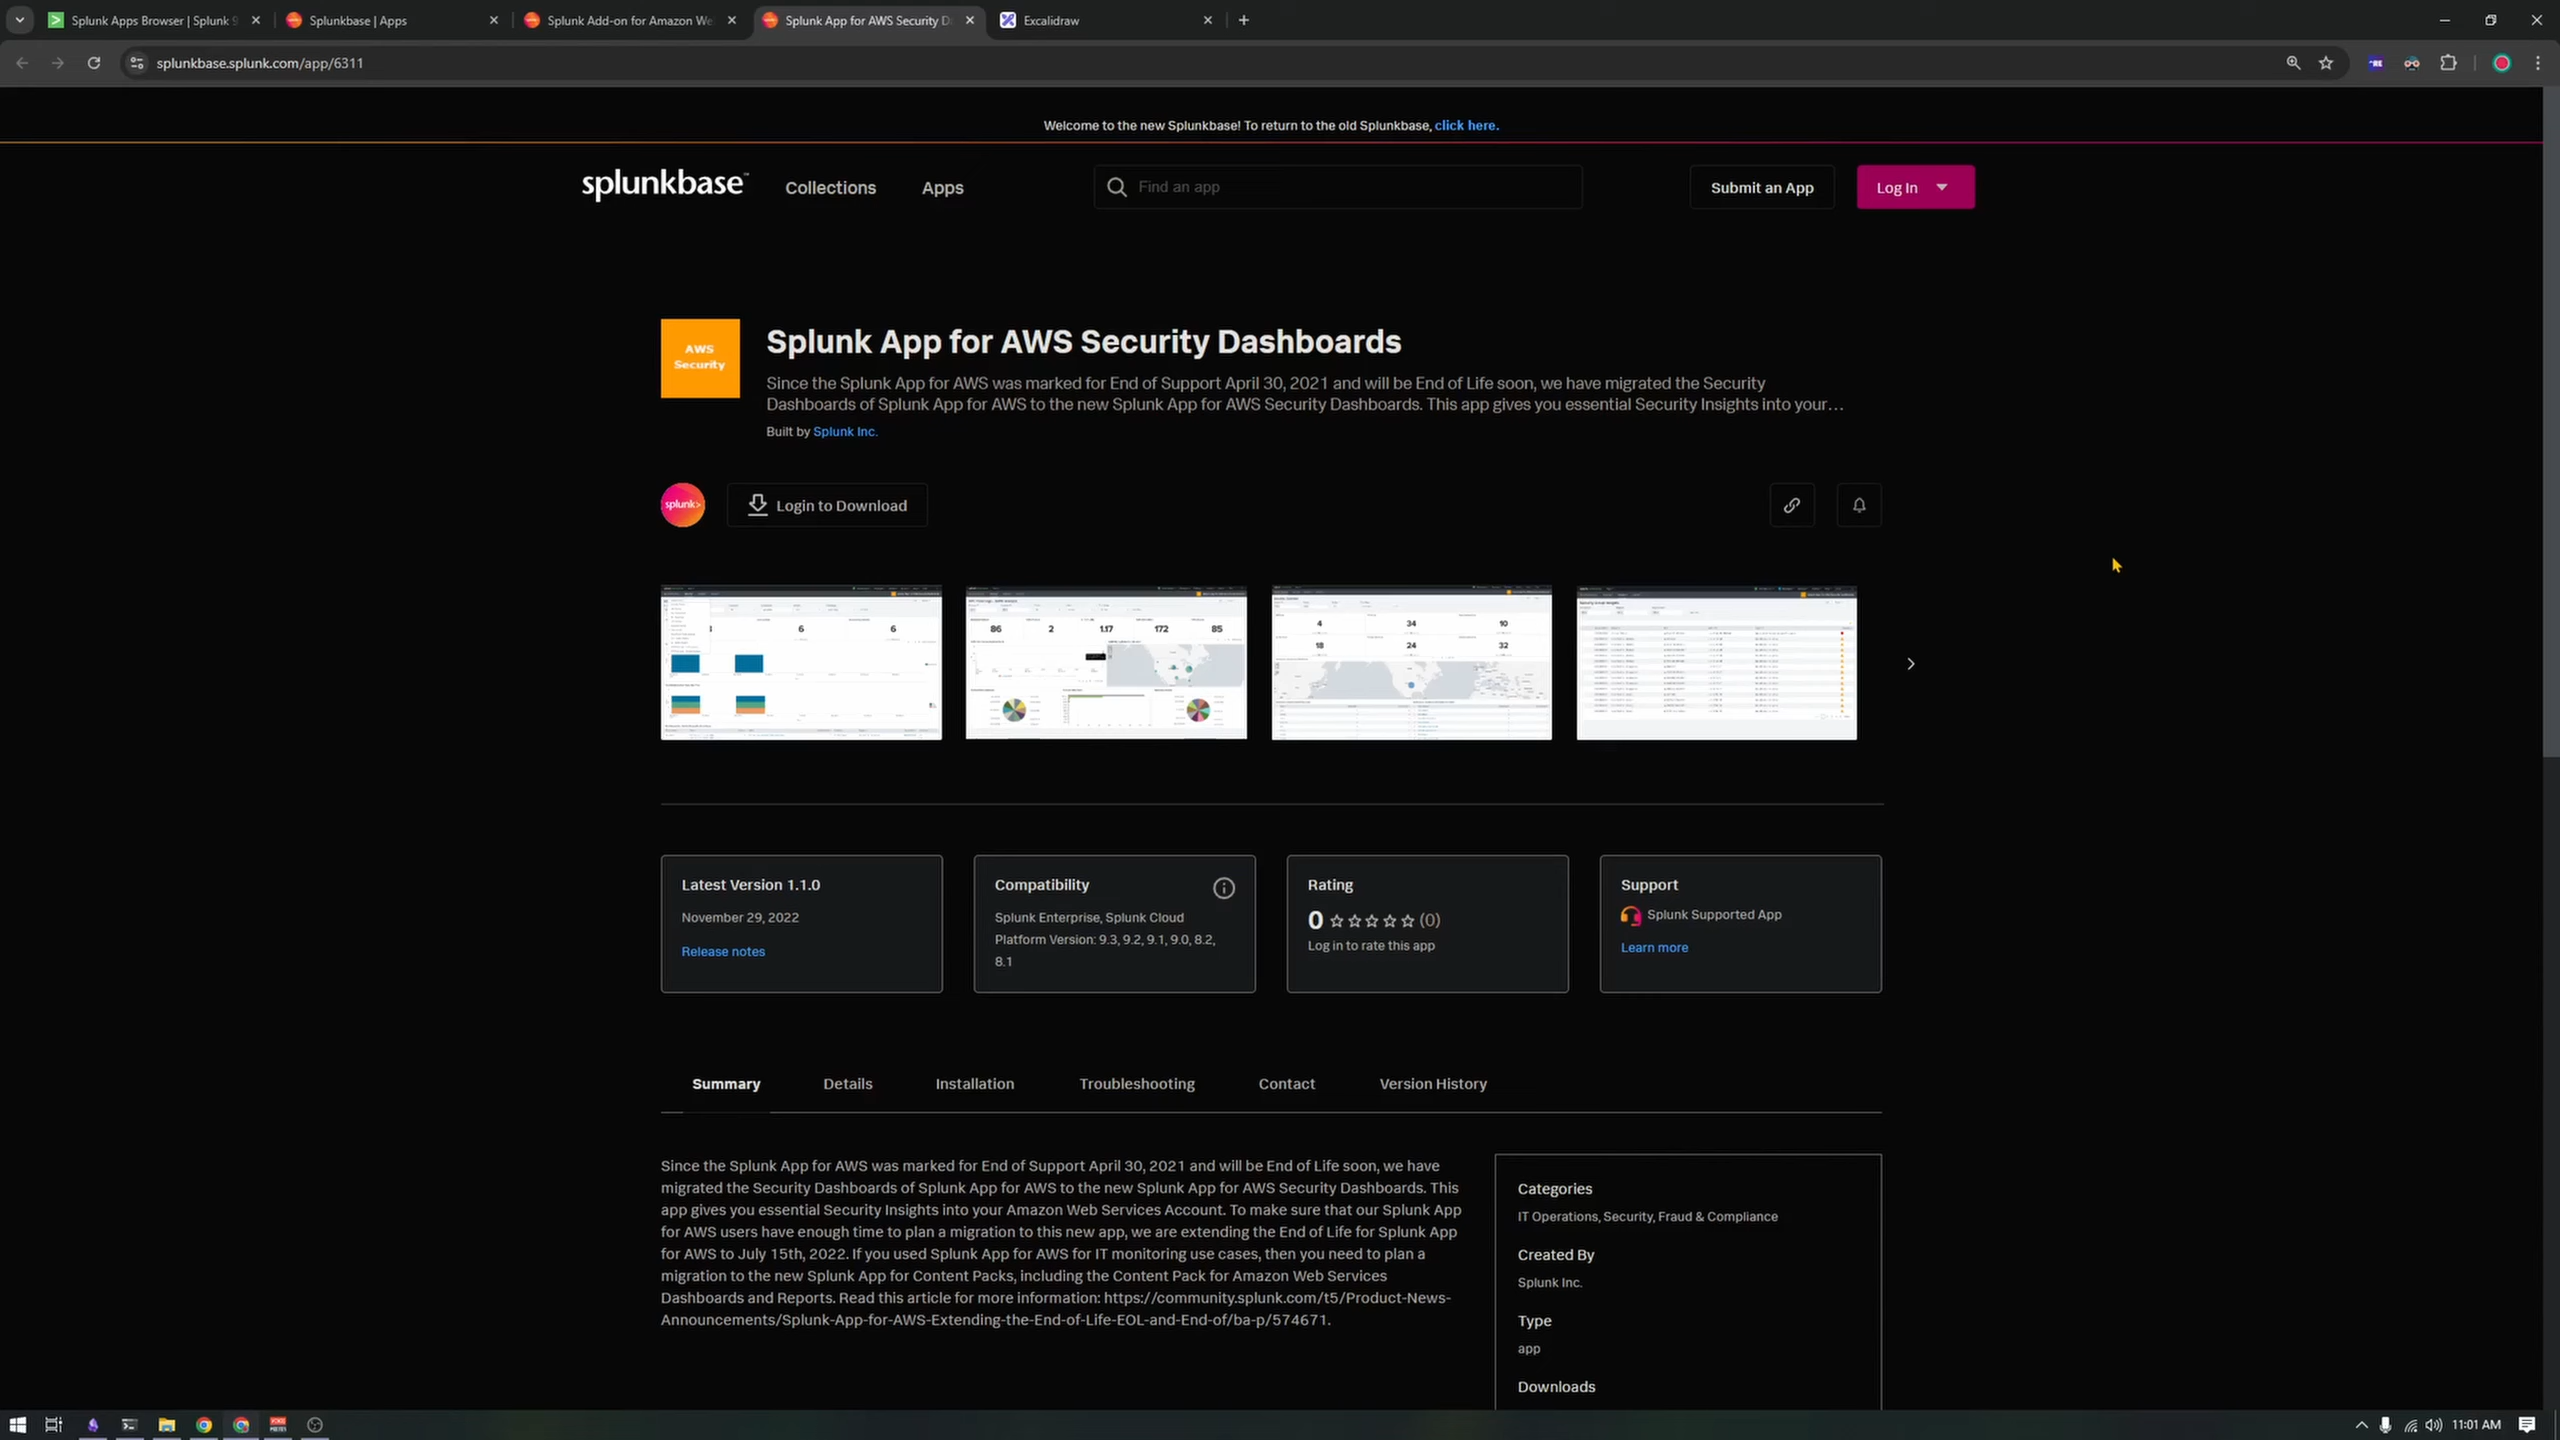 Splunk Apps Browser | Splunk 9
Splunkbase | Apps
Splunk Add-on for Amazon We
Splunk App for AWS Security D
Excalidraw
splunkbase.splunk.com/app/6311
Welcome to the new Splunkbase! To return to the old Splunkbase, click here.
splunkbase™
Collections
Apps
Find an app
Submit an App
Log In
AWS
Security
Splunk App for AWS Security Dashboards
Since the Splunk App for AWS was marked for End of Support April 30, 2021 and will be End of Life soon, we have migrated the Security
Dashboards of Splunk App for AWS to the new Splunk App for AWS Security Dashboards. This app gives you essential Security Insights into your…
Built by Splunk Inc.
splunk>
Login to Download
6
6
86
2
1.17
172
85
4
34
10
18
24
32
Latest Version 1.1.0
November 29, 2022
Release notes
Compatibility
Splunk Enterprise, Splunk Cloud
Platform Version: 9.3, 9.2, 9.1, 9.0, 8.2,
8.1
Rating
0 (0)
Log in to rate this app
Support
Splunk Supported App
Learn more
Summary
Details
Installation
Troubleshooting
Contact
Version History
Since the Splunk App for AWS was marked for End of Support April 30, 2021 and will be End of Life soon, we have
migrated the Security Dashboards of Splunk App for AWS to the new Splunk App for AWS Security Dashboards. This
app gives you essential Security Insights into your Amazon Web Services Account. To make sure that our Splunk App
for AWS users have enough time to plan a migration to this new app, we are extending the End of Life for Splunk App
for AWS to July 15th, 2022. If you used Splunk App for AWS for IT monitoring use cases, then you need to plan a
migration to the new Splunk App for Content Packs, including the Content Pack for Amazon Web Services
Dashboards and Reports. Read this article for more information: https://community.splunk.com/t5/Product-News-
Announcements/Splunk-App-for-AWS-Extending-the-End-of-Life-EOL-and-End-of/ba-p/574671.
Categories
IT Operations, Security, Fraud & Compliance
Created By
Splunk Inc.
Type
app
Downloads
11:01 AM